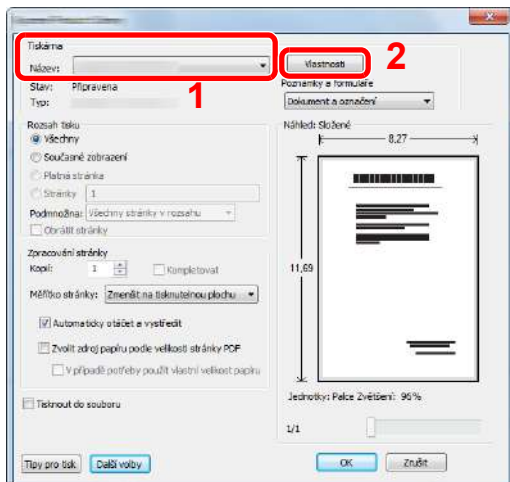 Tiskárna
Název:
Vlastnosti
2
1
Stav: Připravena
Typ:
Poznámky a formuláře
Dokument a označení
Rozsah tisku
Všechny
Současné zobrazení
Platná stránka
Stránky 1
Podmnožina: Všechny stránky v rozsahu
Obrátit stránky
Zpracování stránky
Kopií: 1 Kompletovat
Měřítko stránky: Zmenšit na tisknutelnou plochu
Automaticky otáčet a vystředit
Zvolit zdroj papíru podle velikosti stránky PDF
V případě potřeby použít vlastní velikost papíru
Tisknout do souboru
Náhled: Složené
8,27
11,69
Jednotky: Palce Zvětšení: 96%
1/1
Tipy pro tisk Další volby OK Zrušit